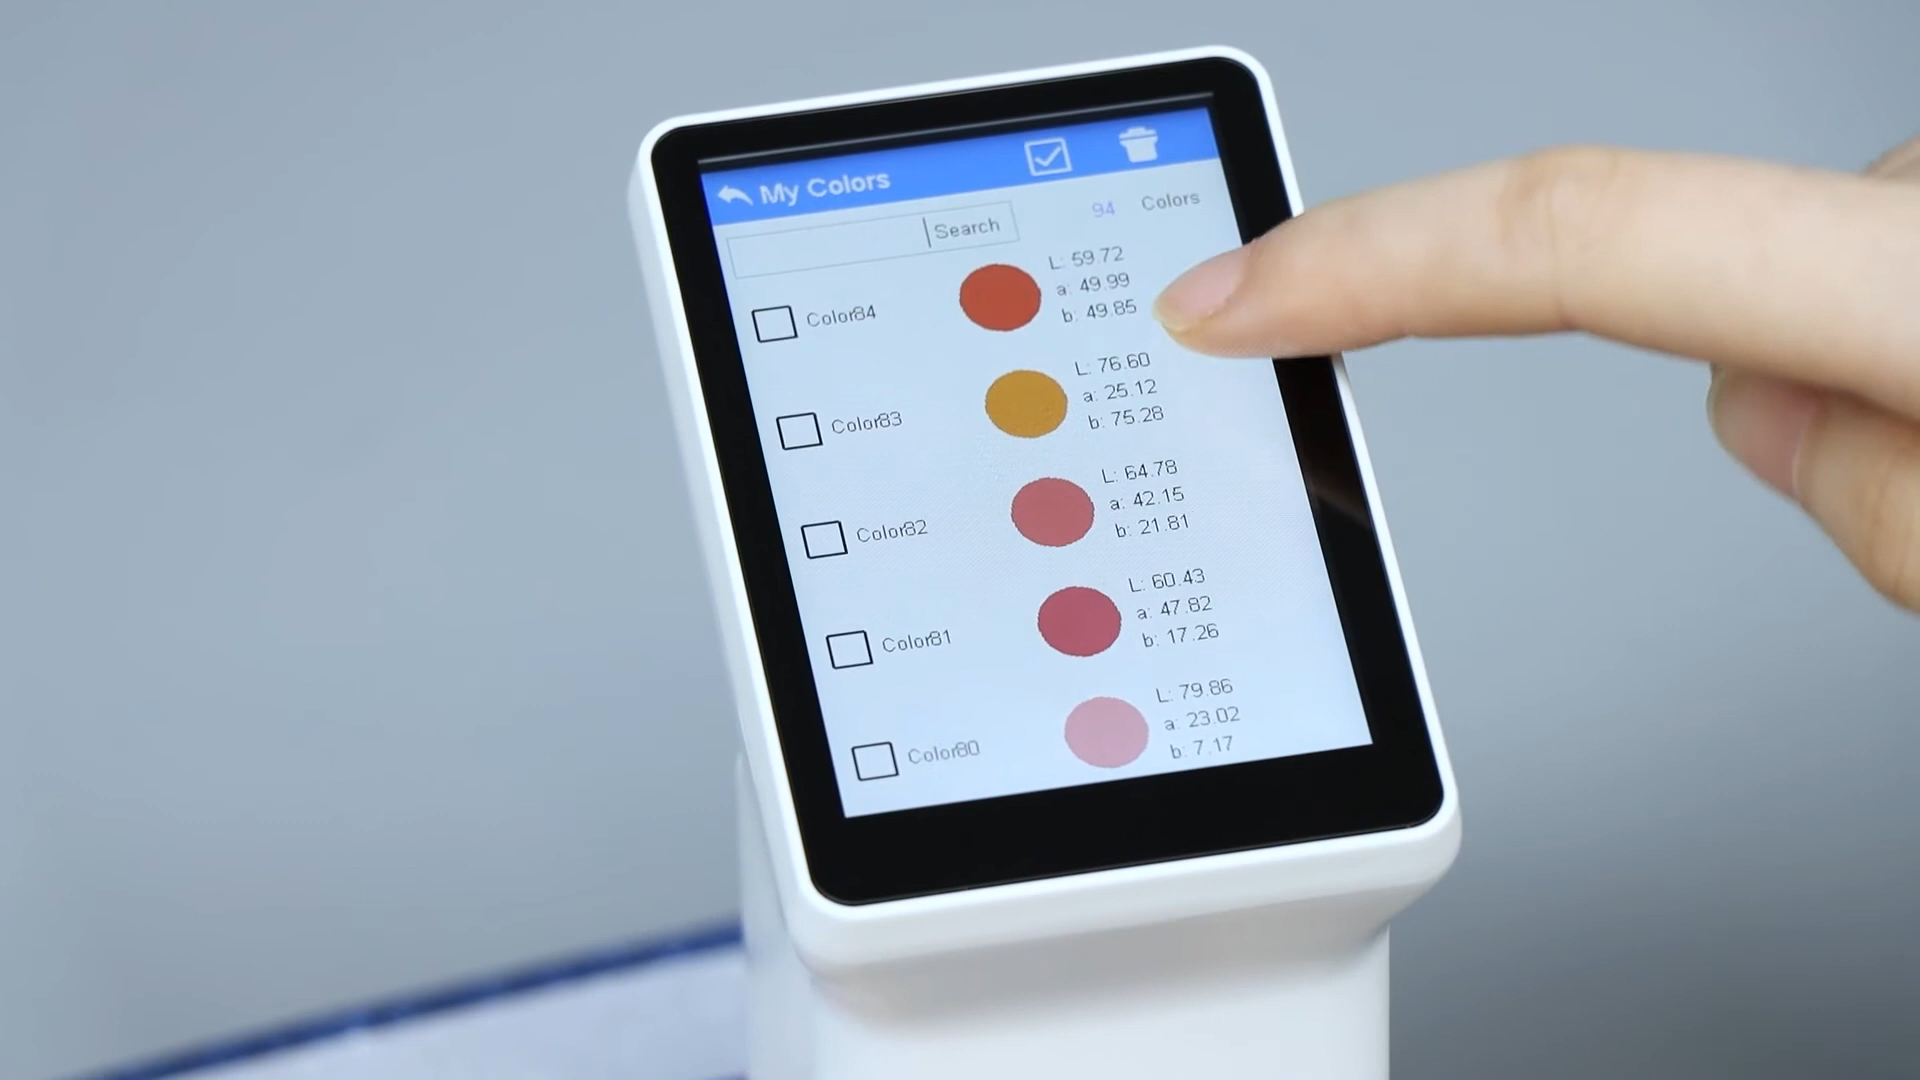 My Colors
Search
94 Colors
Color84
L: 59.72
a: 49.99
b: 49.85
Color83
L: 76.60
a: 25.12
b: 75.28
Color82
L: 64.78
a: 42.15
b: 21.81
Color81
L: 60.43
a: 47.82
b: 17.26
Color80
L: 79.86
a: 23.02
b: 7.17